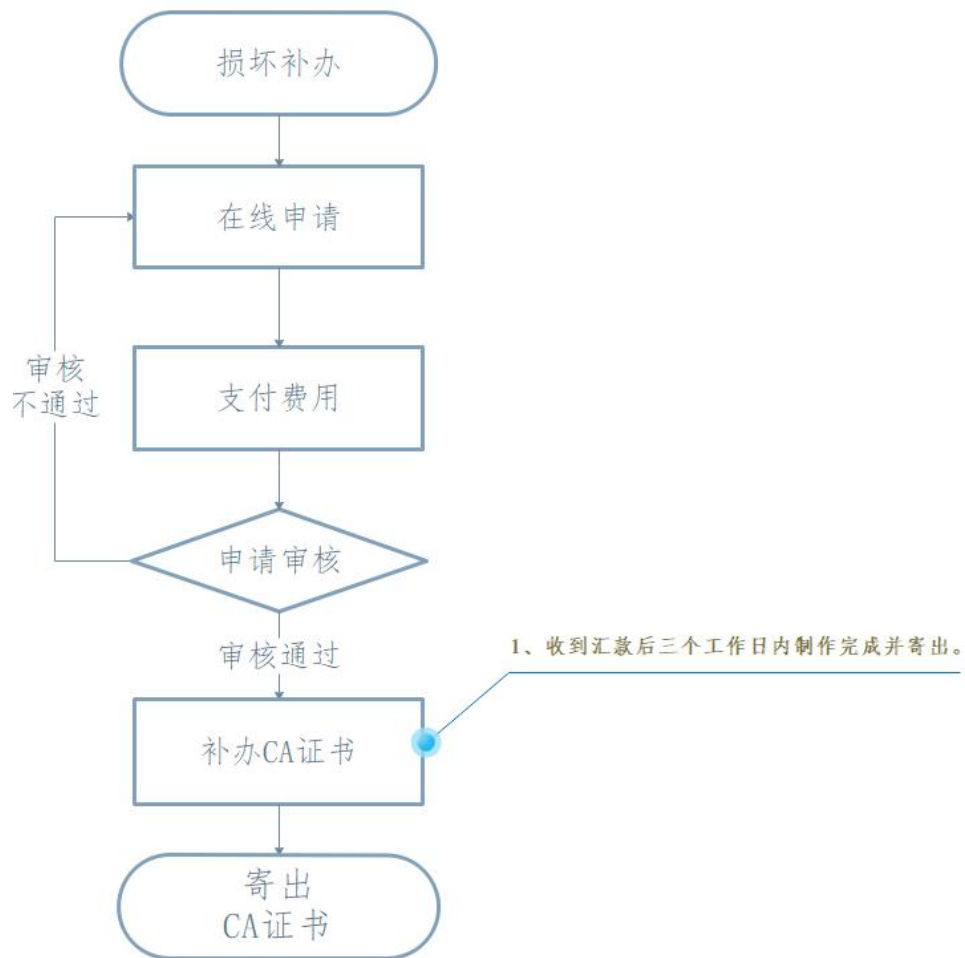 损坏补办
在线申请
审核
不通过
支付费用
申请审核
审核通过
1、收到汇款后三个工作日内制作完成并寄出。
补办CA证书
寄出
CA证书